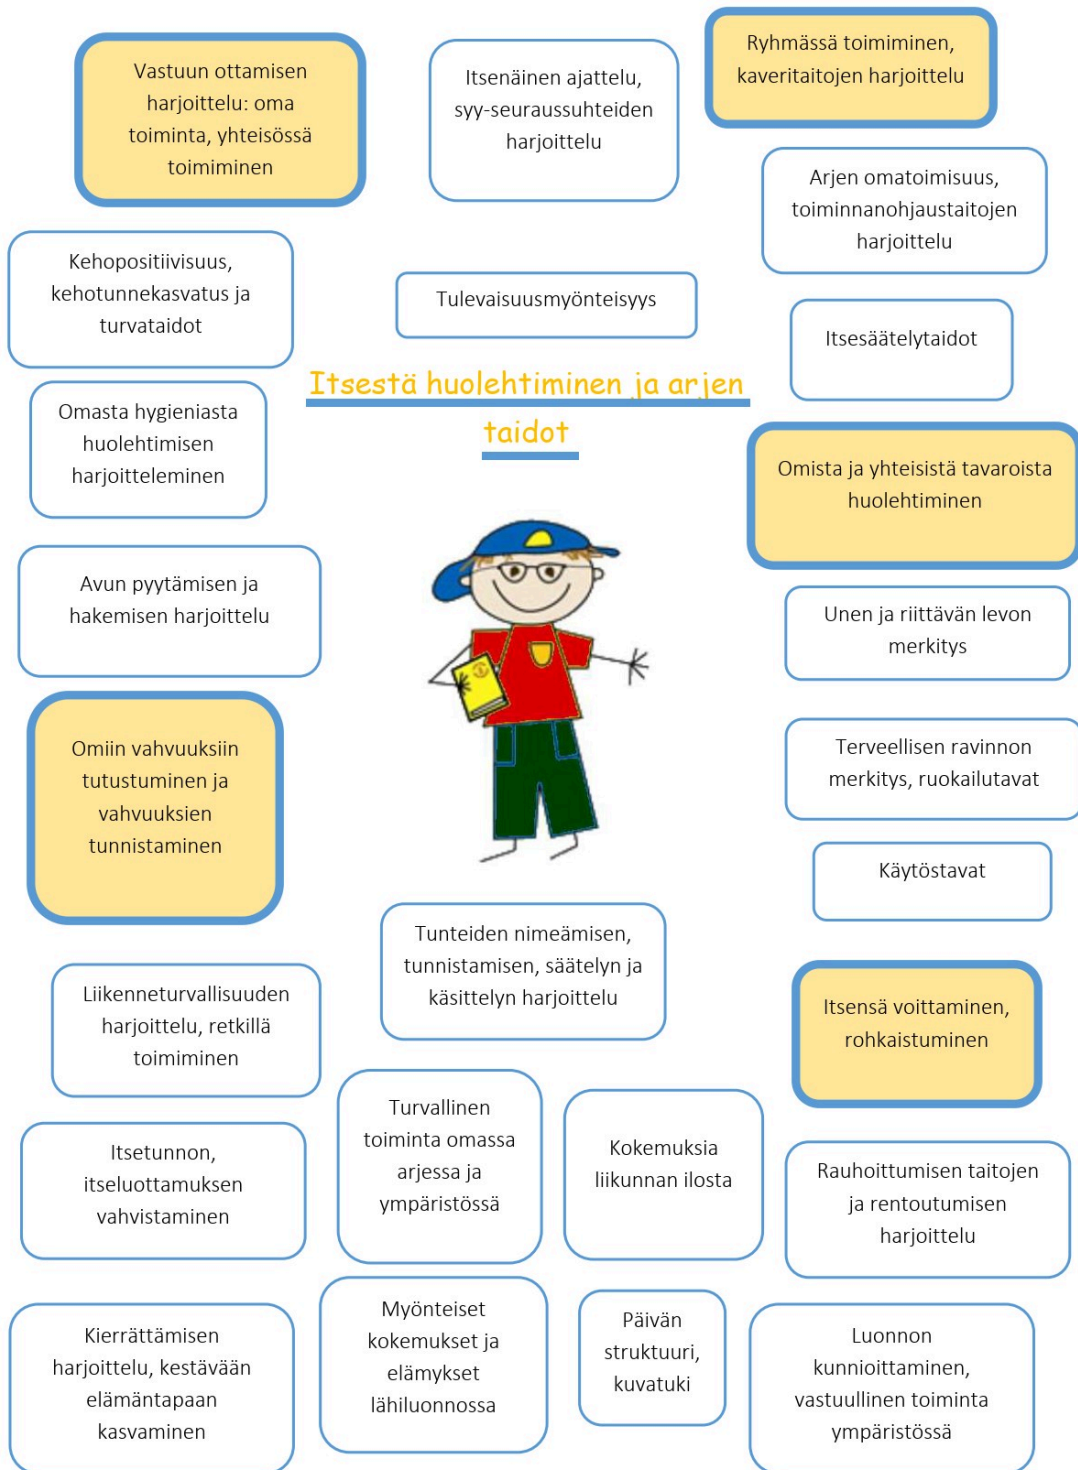 Vastuun ottamisen
harjoittelu: oma
toiminta, yhteisössä
toimiminen
Itsenäinen ajattelu,
syy-seuraussuhteiden
harjoittelu
Ryhmässä toimiminen,
kaveritaitojen harjoittelu
Arjen omatoimisuus,
toiminnanohjaustaitojen
harjoittelu
Kehopositiivisuus,
kehotunnekasvatus ja
turvataidot
Tulevaisuusmyönteisyys
Itsesäätelytaidot
Itsestä huolehtiminen ja arjen
taidot
Omasta hygieniasta
huolehtimisen
harjoitteleminen
Omista ja yhteisistä tavaroista
huolehtiminen
Avun pyytämisen ja
hakemisen harjoittelu
Unen ja riittävän levon
merkitys
Omiin vahvuuksiin
tutustuminen ja
vahvuuksien
tunnistaminen
Terveellisen ravinnon
merkitys, ruokailutavat
Käytöstavat
Tunteiden nimeämisen,
tunnistamisen, säätelyn ja
käsittelyn harjoittelu
Liikenneturvallisuuden
harjoittelu, retkillä
toimiminen
Itsensä voittaminen,
rohkaistuminen
Turvallinen
toiminta omassa
arjessa ja
ympäristössä
Kokemuksia
liikunnan ilosta
Itsetunnon,
itseluottamuksen
vahvistaminen
Rauhoittumisen taitojen
ja rentoutumisen
harjoittelu
Kierrättämisen
harjoittelu, kestävään
elämäntapaan
kasvaminen
Myönteiset
kokemukset ja
elämykset
lähiluonnossa
Päivän
struktuuri,
kuvatuki
Luonnon
kunnioittaminen,
vastuullinen toiminta
ympäristössä